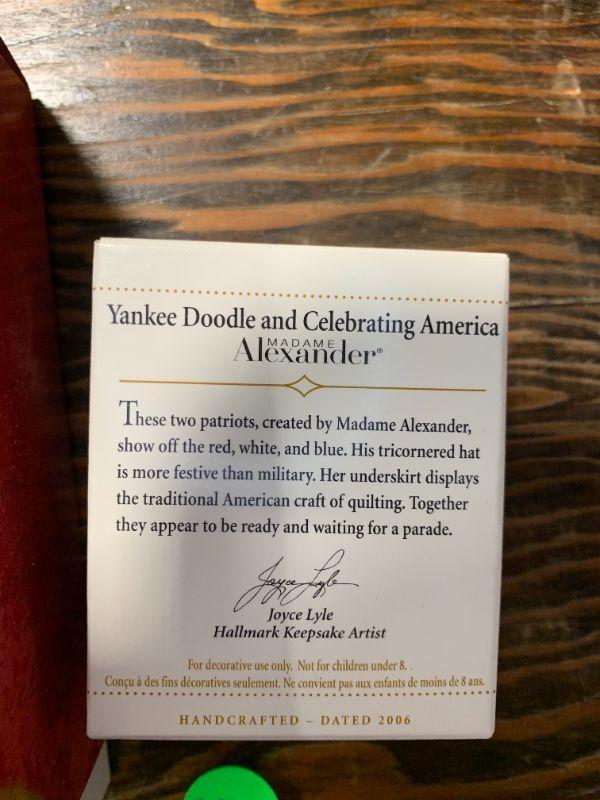 Yankee Doodle and Celebrating America
MADAME
Alexander®
These two patriots, created by Madame Alexander,
show off the red, white, and blue. His tricornered hat
is more festive than military. Her underskirt displays
the traditional American craft of quilting. Together
they appear to be ready and waiting for a parade.
Joyce Lyle
Joyce Lyle
Hallmark Keepsake Artist
For decorative use only. Not for children under 8. .
Conçu à des fins décoratives seulement. Ne convient pas aux enfants de moins de 8 ans.
HANDCRAFTED – DATED 2006